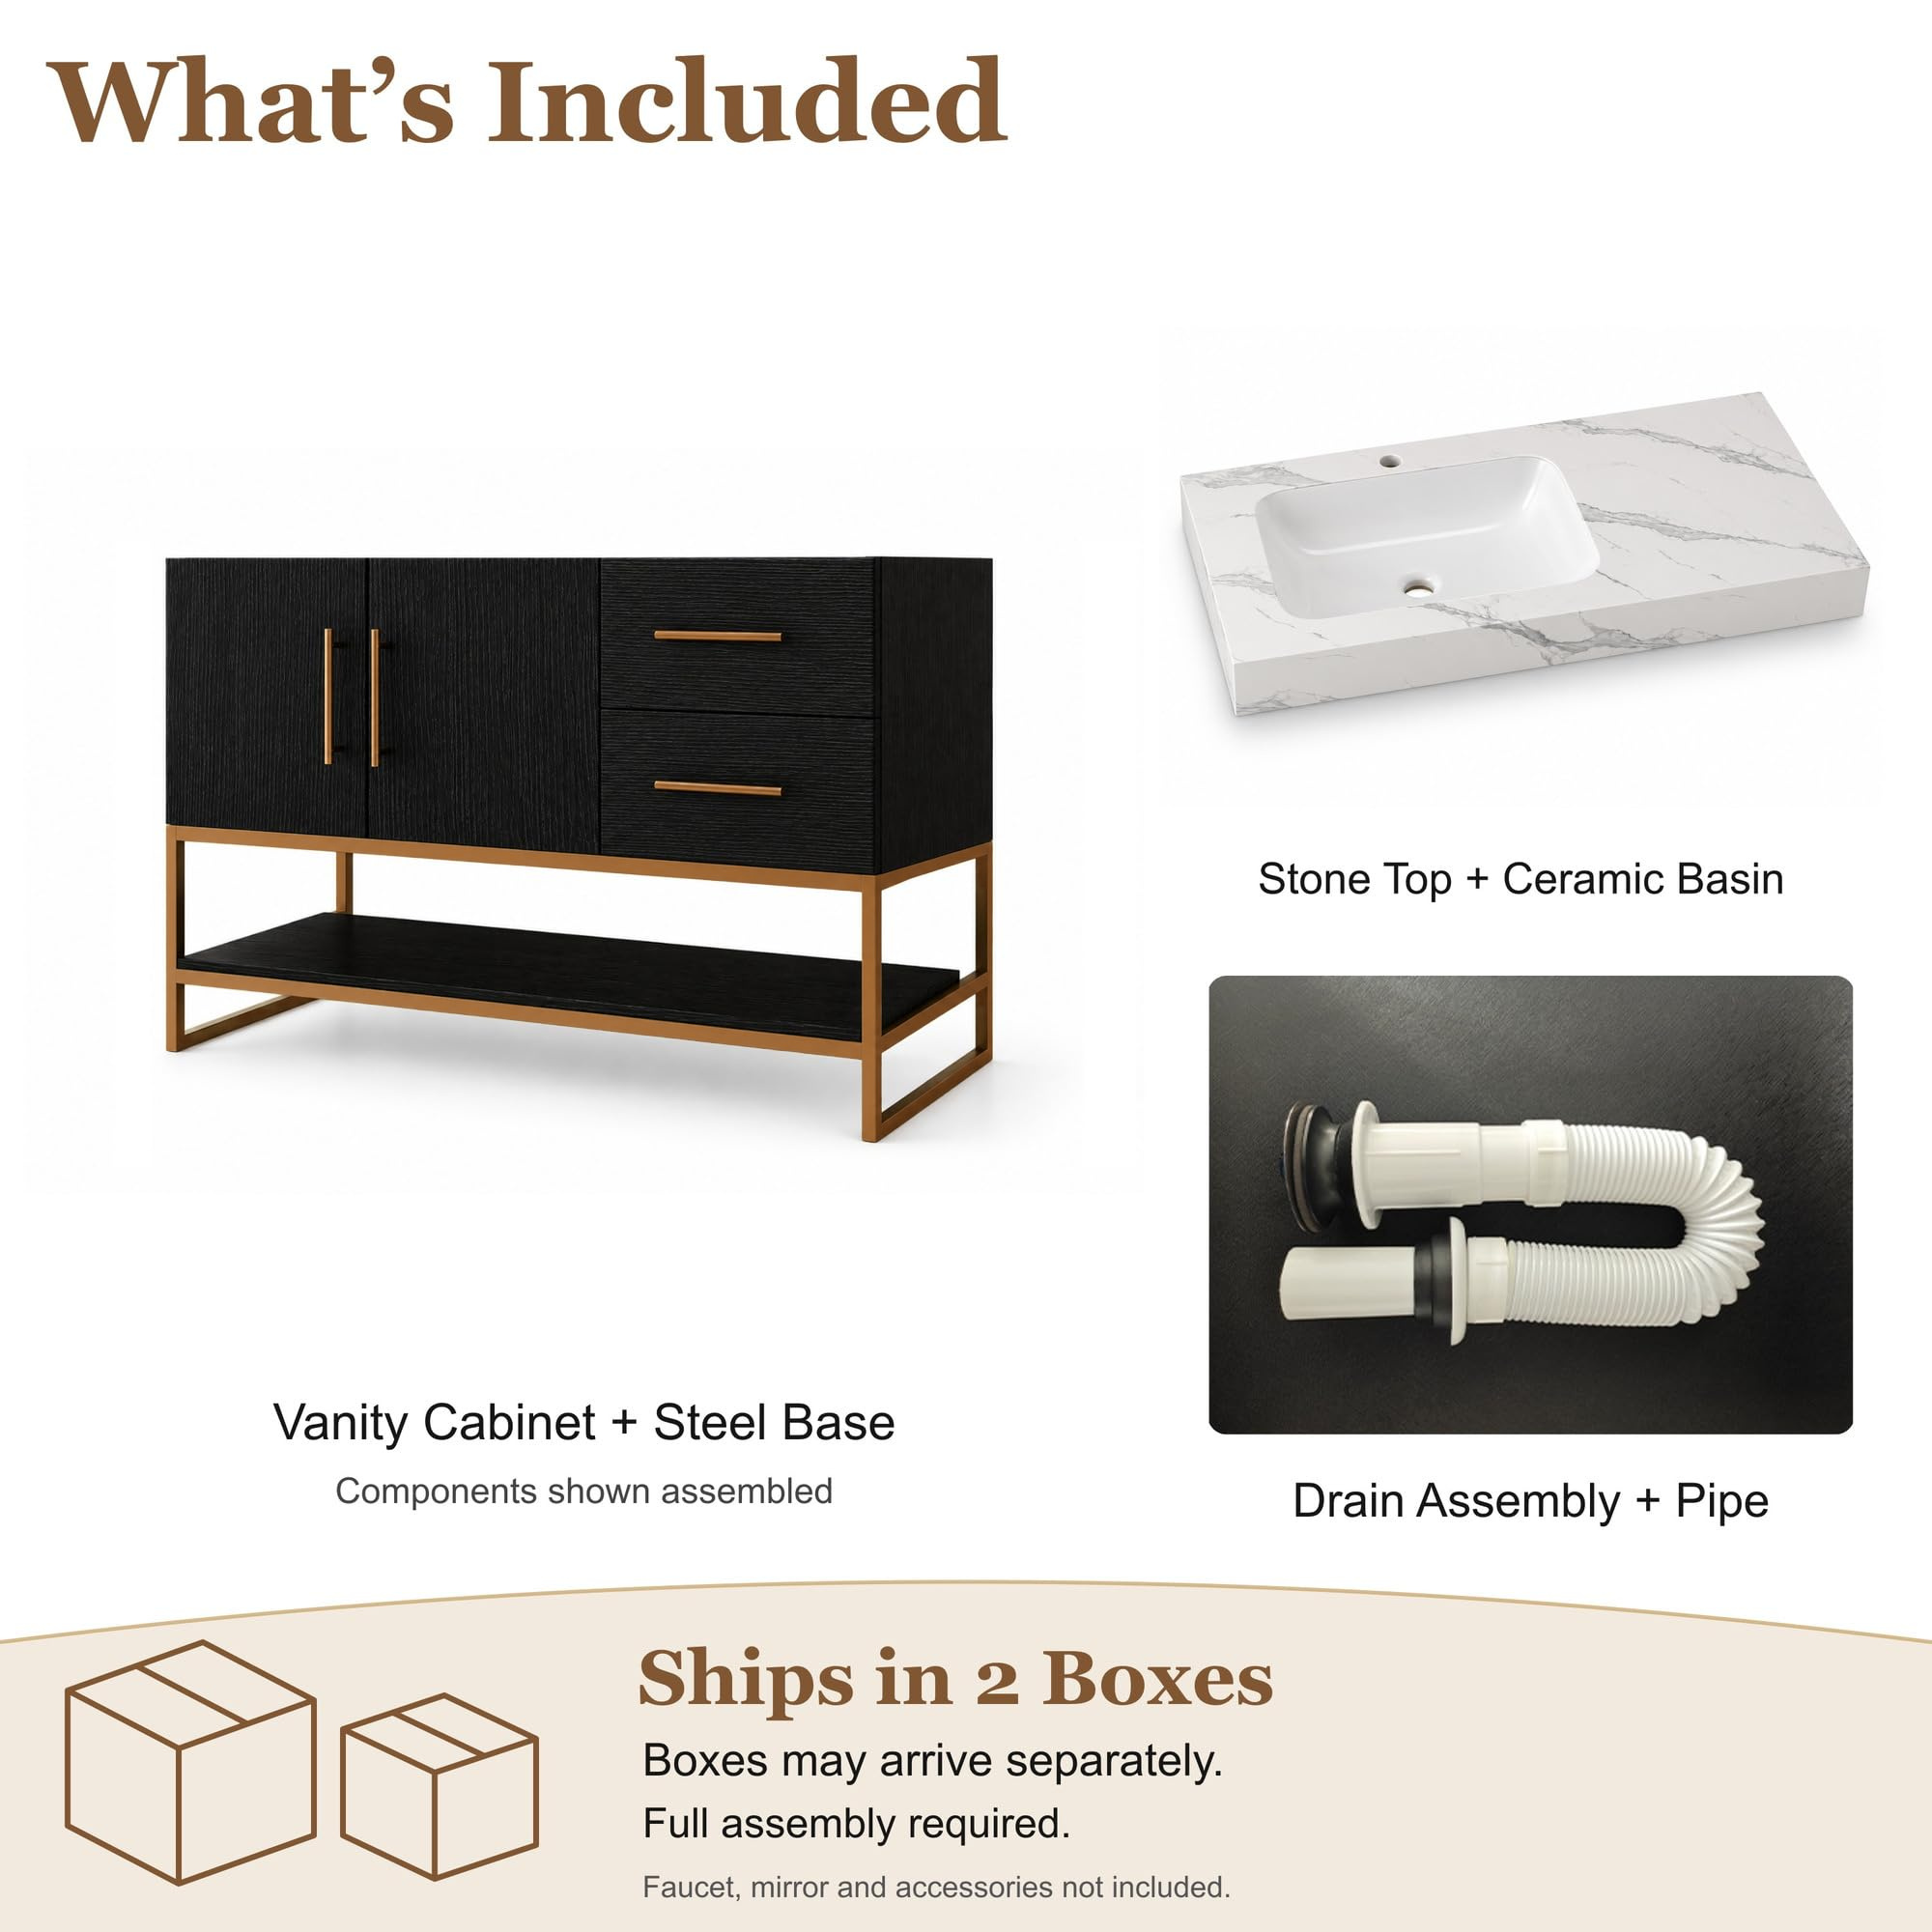 What’s Included
Stone Top + Ceramic Basin
Vanity Cabinet + Steel Base
Components shown assembled
Drain Assembly + Pipe
Ships in 2 Boxes
Boxes may arrive separately.
Full assembly required.
Faucet, mirror and accessories not included.